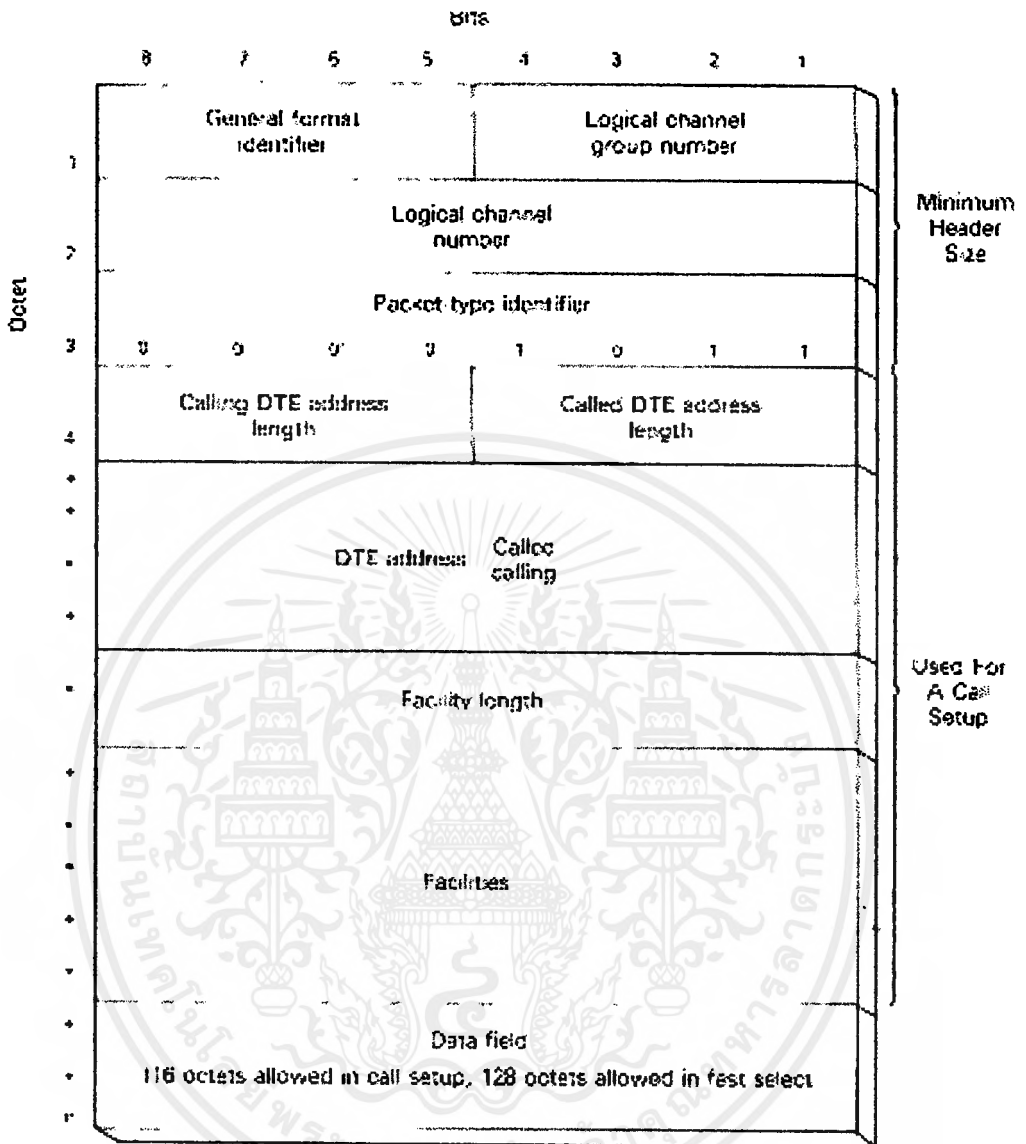 Bits
8 7 6 5 4 3 2 1
General format
identifier
Logical channel
group number
1
Logical channel
number
2
Octet
Packet type identifier
3 0 0 0 0 1 0 1 1
Calling DTE address
length
Called DTE address
length
4
DTE address Called
calling
Facility length
Facilities
Data field
116 octets allowed in call setup, 128 octets allowed in fast select
n
Minimum
Header
Size
Used For
A Call
Setup